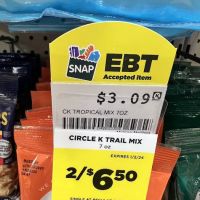 SNAP
EBT
Accepted Item
$3.09
CK TROPICAL MIX 7OZ
CIRCLE K TRAIL MIX
7 oz
EXPIRES 1/2/24
2/$6.50